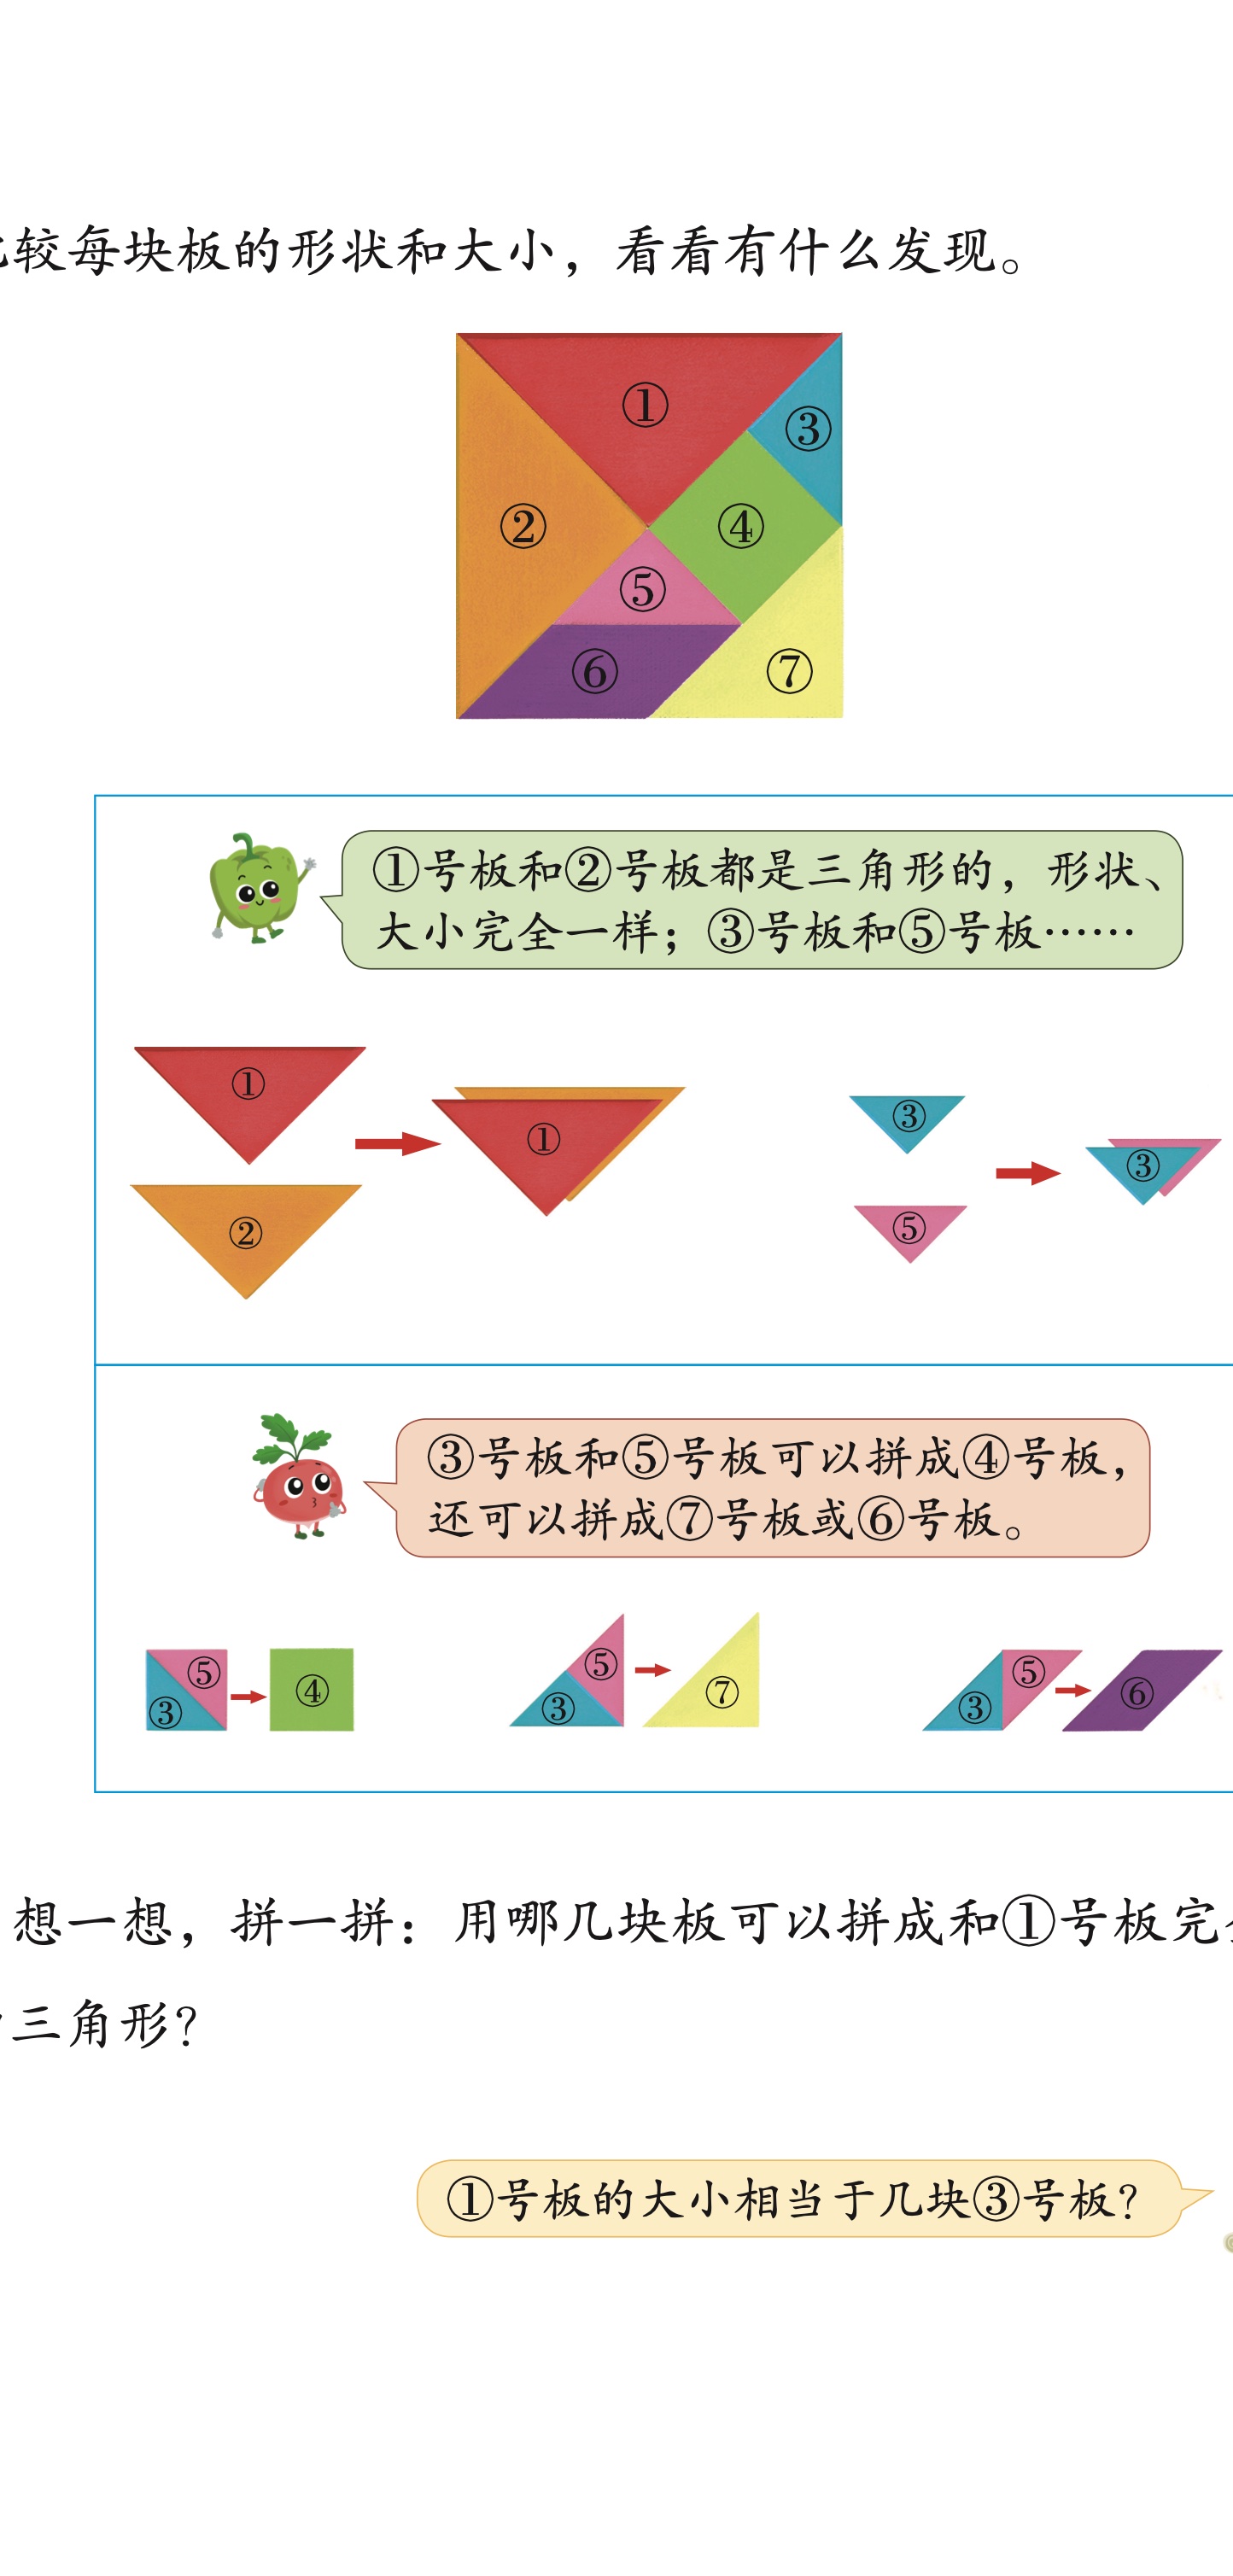 较每块板的形状和大小，看看有什么发现。
①
③
②
④
⑤
⑥
⑦
①号板和②号板都是三角形的，形状、
大小完全一样；③号板和⑤号板……
①
②
①
③
⑤
③
③号板和⑤号板可以拼成④号板，
还可以拼成⑦号板或⑥号板。
⑤
③
④
⑤
③
⑦
⑤
③
⑥
想一想，拼一拼：用哪几块板可以拼成和①号板完
三角形？
①号板的大小相当于几块③号板？